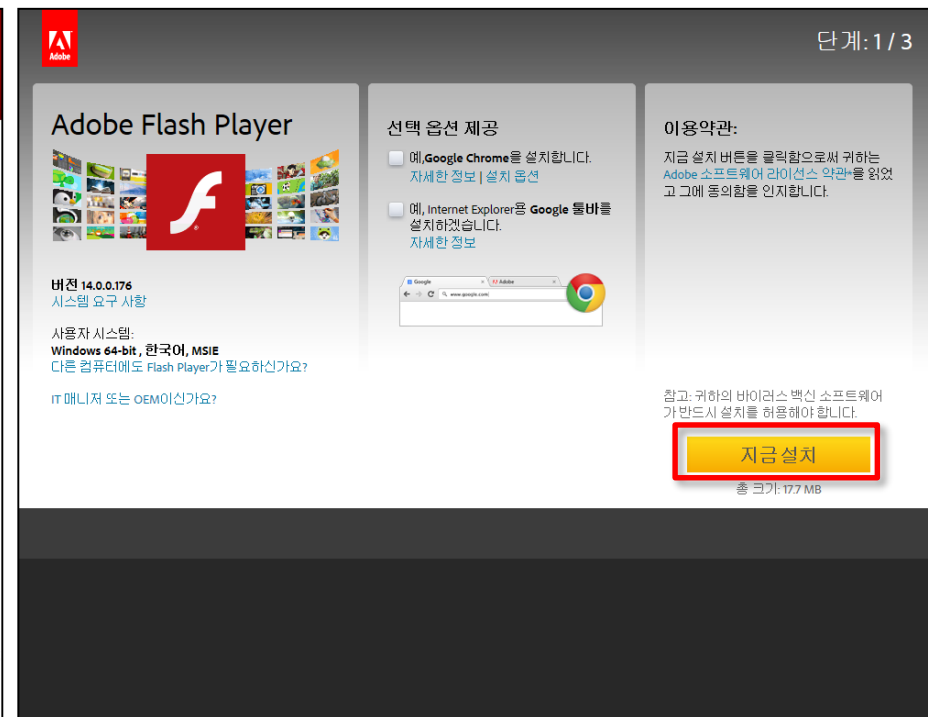 Adobe
단계:1 / 3
Adobe Flash Player
버전 14.0.0.176
시스템 요구 사항
사용자 시스템:
Windows 64-bit , 한국어, MSIE
다른 컴퓨터에도 Flash Player가 필요하신가요?
IT 매니저 또는 OEM이신가요?
선택 옵션 제공
예,Google Chrome을 설치합니다.
자세한 정보 | 설치 옵션
예, Internet Explorer용 Google 툴바를
설치하겠습니다.
자세한 정보
Google
Adobe
www.google.com
이용약관:
지금 설치 버튼을 클릭함으로써 귀하는
Adobe 소프트웨어 라이선스 약관*을 읽었
고 그에 동의함을 인지합니다.
참고: 귀하의 바이러스 백신 소프트웨어
가 반드시 설치를 허용해야 합니다.
지금 설치
총 크기: 17.7 MB